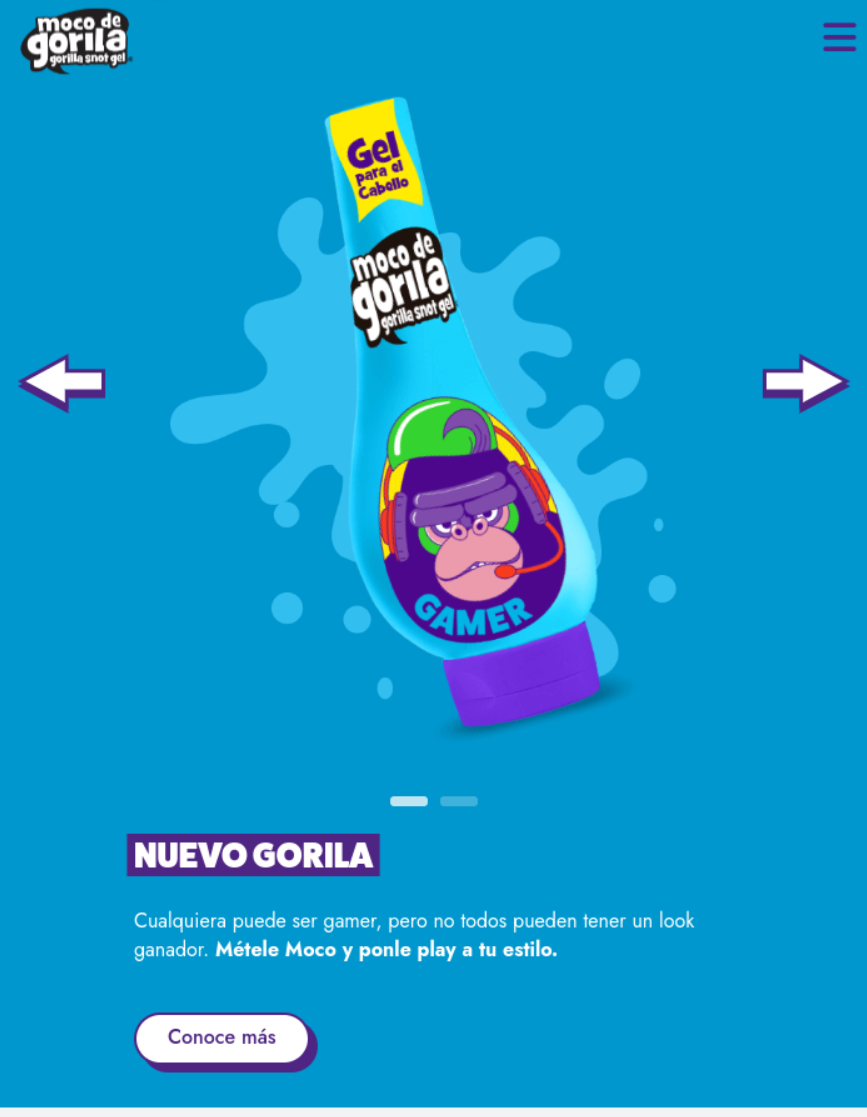 moco de
gorila
gorilla snot gel
Gel
para el
Cabello
moco de
gorila
gorilla snot gel
GAMER
NUEVO GORILA
Cualquiera puede ser gamer, pero no todos pueden tener un look
ganador. Métele Moco y ponle play a tu estilo.
Conoce más